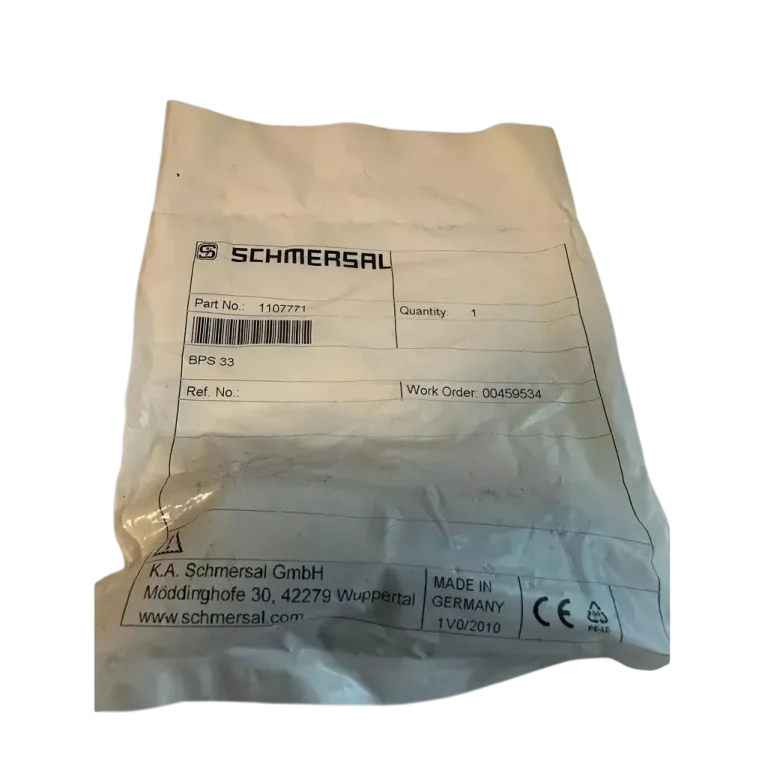 SCHMERSAL
Part No.: 1107771
Quantity: 1
BPS 33
Ref. No.:
Work Order: 00459534
K.A. Schmersal GmbH
Möddinghofe 30, 42279 Wuppertal
www.schmersal.com
MADE IN
GERMANY
1V0/2010
CE
PE-LD